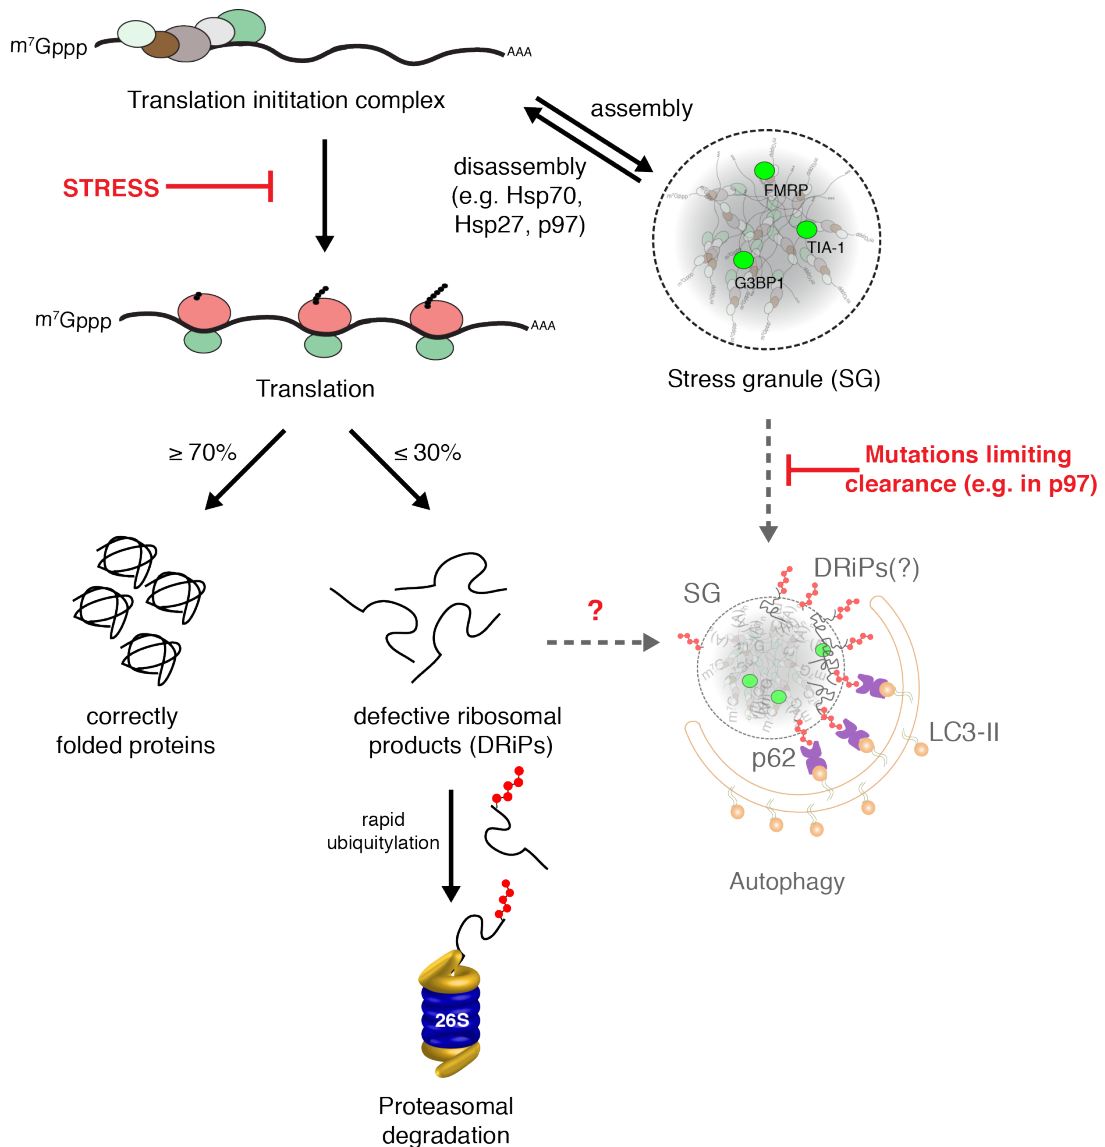 m⁷Gppp
AAA
Translation inititation complex
assembly
disassembly
(e.g. Hsp70,
Hsp27, p97)
STRESS
FMRP
TIA-1
G3BP1
m⁷Gppp
AAA
Translation
Stress granule (SG)
≥ 70%
≤ 30%
Mutations limiting
clearance (e.g. in p97)
DRiPs(?)
SG
?
correctly
folded proteins
defective ribosomal
products (DRiPs)
LC3-II
p62
rapid
ubiquitylation
Autophagy
26S
Proteasomal
degradation